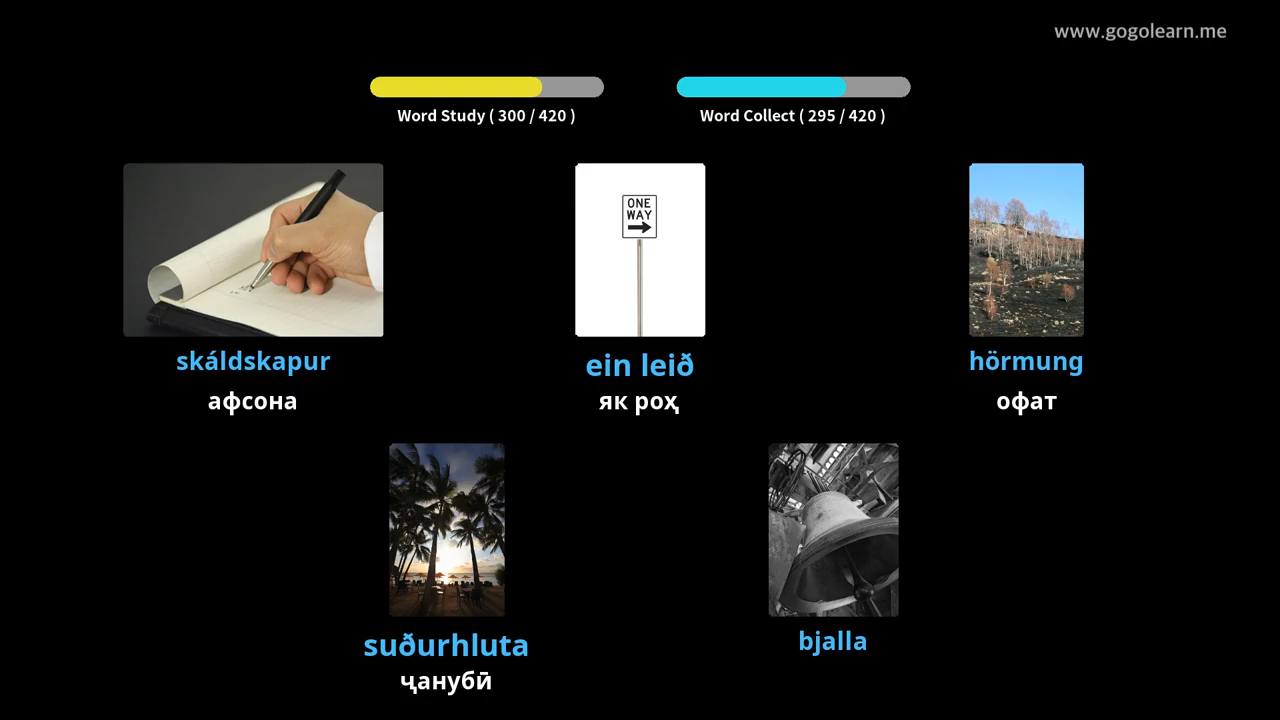 www.gogolearn.me
Word Study ( 300 / 420 )
Word Collect ( 295 / 420 )
ONE
WAY
skáldskapur
афсона
ein leið
як роҳ
hörmung
офат
suðurhluta
ҷанубӣ
bjalla